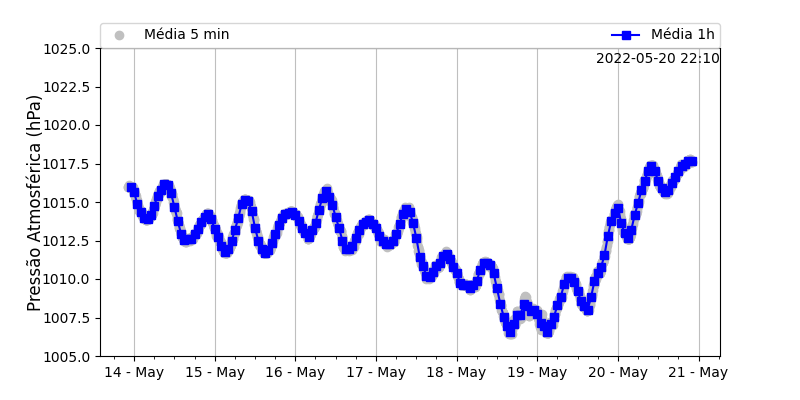 Média 5 min
Média 1h
2022-05-20 22:10
Pressão Atmosférica (hPa)
1025.0
1022.5
1020.0
1017.5
1015.0
1012.5
1010.0
1007.5
1005.0
14 - May 15 - May 16 - May 17 - May 18 - May 19 - May 20 - May 21 - May